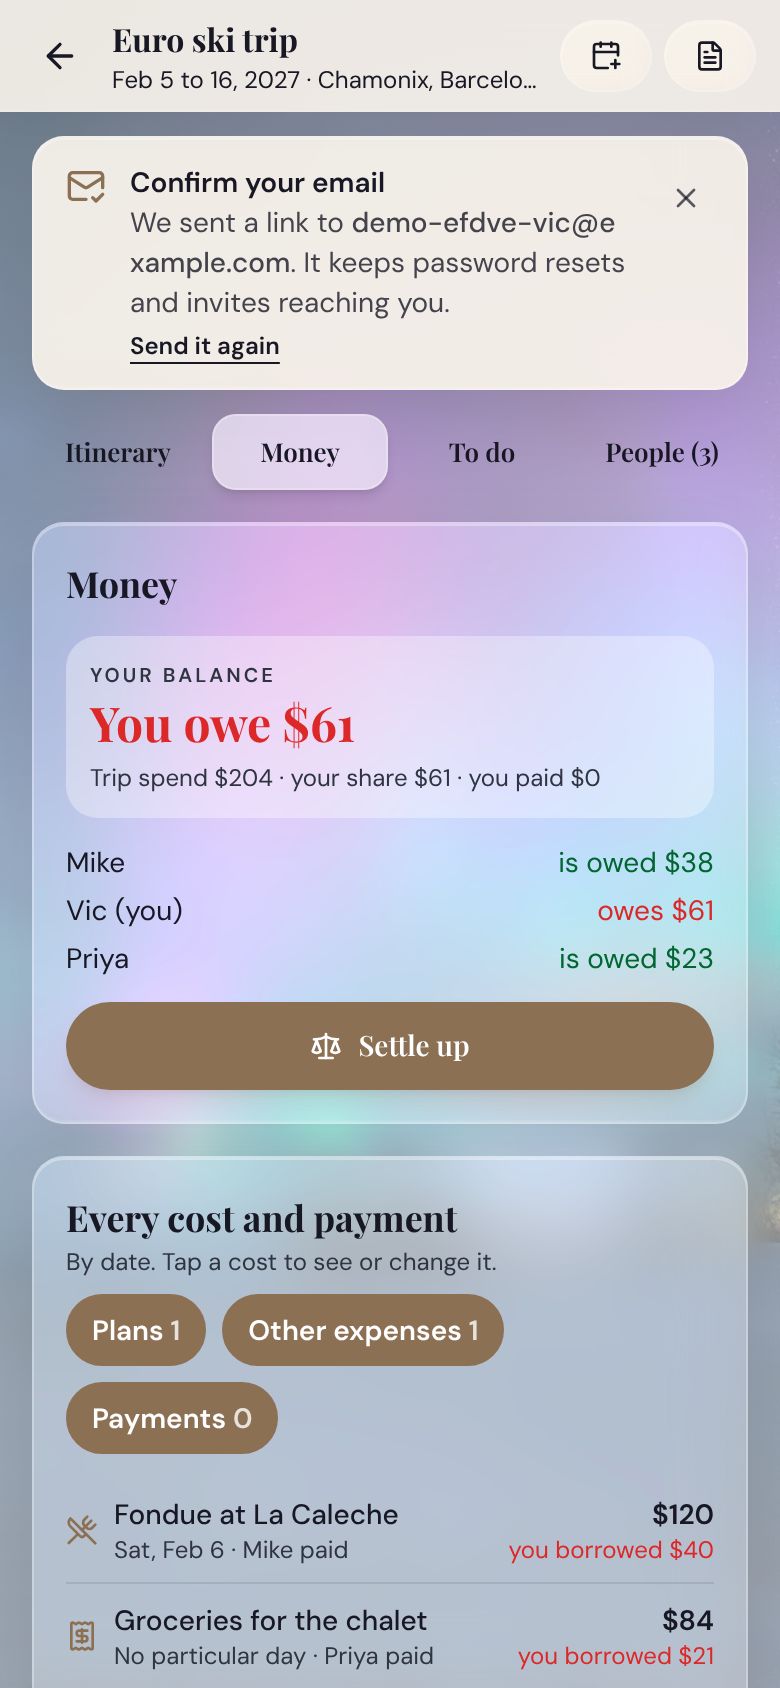 Euro ski trip
Feb 5 to 16, 2027 · Chamonix, Barcelo...
Confirm your email
We sent a link to demo-efdve-vic@e
xample.com. It keeps password resets
and invites reaching you.
Send it again
Itinerary Money To do People (3)
Money
YOUR BALANCE
You owe $61
Trip spend $204 · your share $61 · you paid $0
Mike is owed $38
Vic (you) owes $61
Priya is owed $23
Settle up
Every cost and payment
By date. Tap a cost to see or change it.
Plans 1 Other expenses 1
Payments 0
Fondue at La Caleche $120
Sat, Feb 6 · Mike paid you borrowed $40
Groceries for the chalet $84
No particular day · Priya paid you borrowed $21